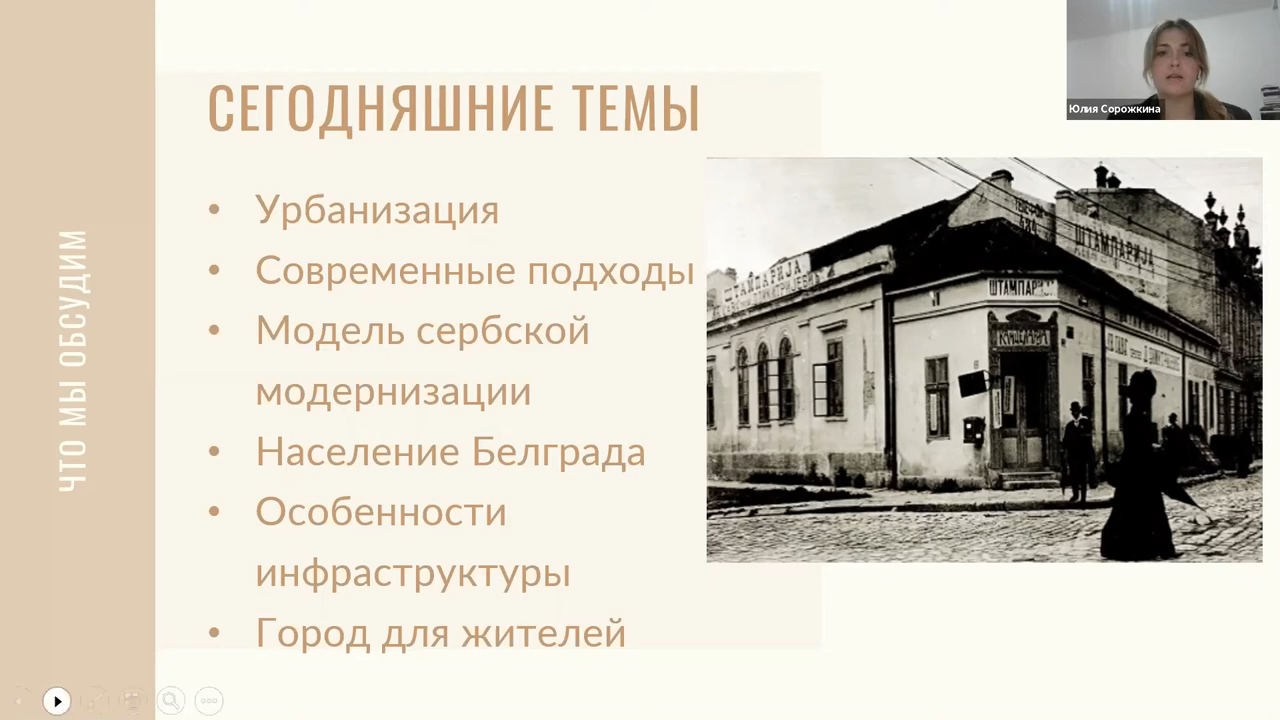 ЧТО МЫ ОБСУДИМ
СЕГОДНЯШНИЕ ТЕМЫ
• Урбанизация
• Современные подходы
• Модель сербской
модернизации
• Население Белграда
• Особенности
инфраструктуры
• Город для жителей
Юлия Сорожкина
ШТАМПАРИЈА
ШТАМПАРИЈА
ШТАМПАРИЈА